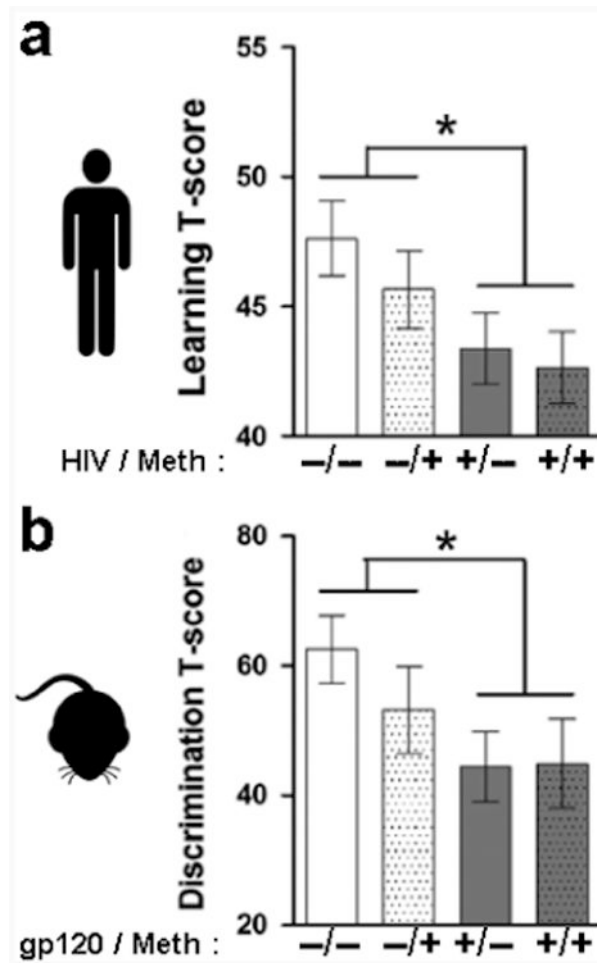 a
Learning T-score
55
50
45
40
*
HIV / Meth : −/− −/+ +/− +/+
b
Discrimination T-score
80
60
40
20
*
gp120 / Meth : −/− −/+ +/− +/+